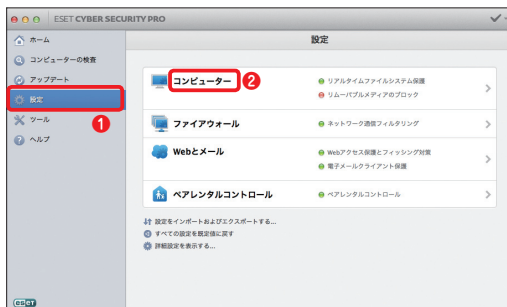 ESET CYBER SECURITY PRO
ホーム
コンピューターの検査
アップデート
設定
ツール
ヘルプ
1
設定
コンピューター
2
リアルタイムファイルシステム保護
リムーバブルメディアのブロック
ファイアウォール
ネットワーク通信フィルタリング
Webとメール
Webアクセス保護とフィッシング対策
電子メールクライアント保護
ペアレンタルコントロール
ペアレンタルコントロール
設定をインポートおよびエクスポートする...
すべての設定を既定値に戻す
詳細設定を表示する...
eset